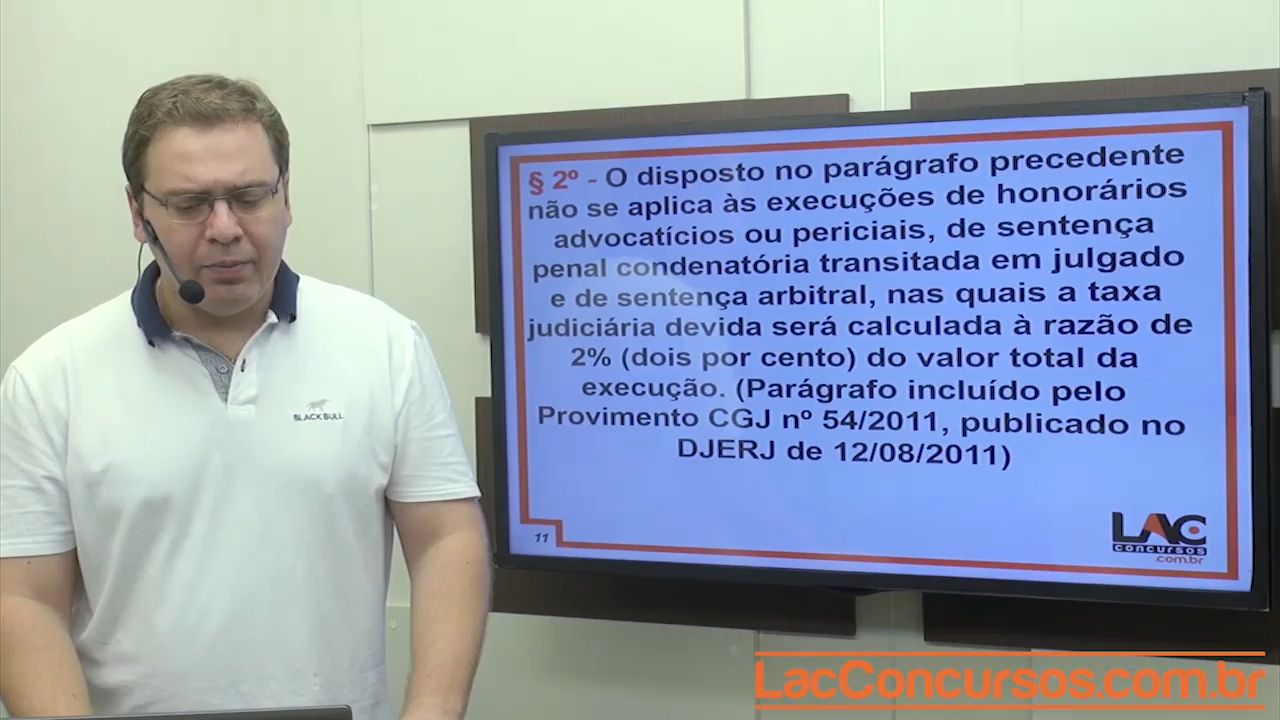 § 2º - O disposto no parágrafo precedente
não se aplica às execuções de honorários
advocatícios ou periciais, de sentença
penal condenatória transitada em julgado
e de sentença arbitral, nas quais a taxa
judiciária devida será calculada à razão de
2% (dois por cento) do valor total da
execução. (Parágrafo incluído pelo
Provimento CGJ nº 54/2011, publicado no
DJERJ de 12/08/2011)
11
LAC
concursos
.com.br
BLACK BULL
LacConcursos.com.br